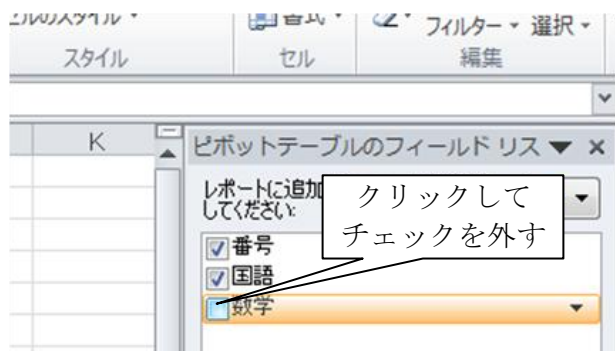 書式
フィルター 選択
スタイル
セル
編集
K
ピボットテーブルのフィールド リスト
レポートに追加
してください:
クリックして
チェックを外す
番号
国語
数学